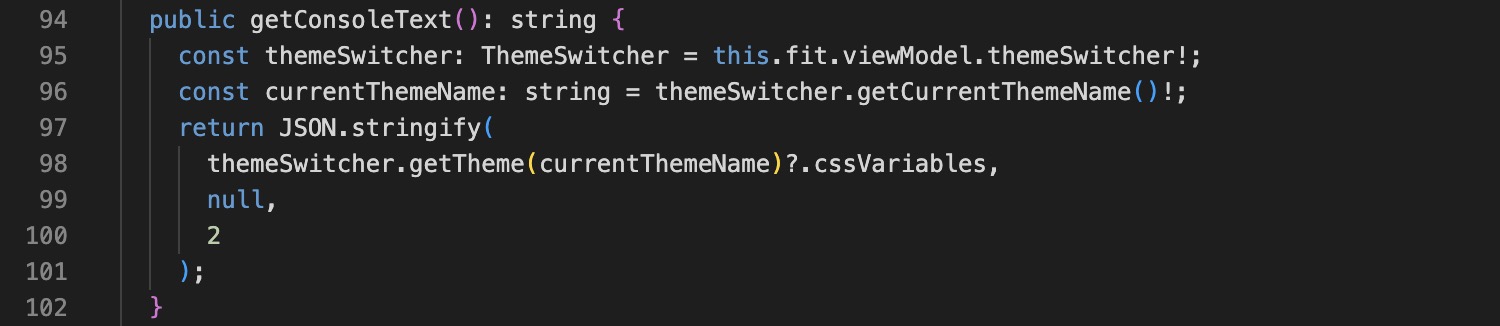 94 public getConsoleText(): string {
95 const themeSwitcher: ThemeSwitcher = this.fit.viewModel.themeSwitcher!;
96 const currentThemeName: string = themeSwitcher.getCurrentThemeName()!;
97 return JSON.stringify(
98 themeSwitcher.getTheme(currentThemeName)?.cssVariables,
99 null,
100 2
101 );
102 }